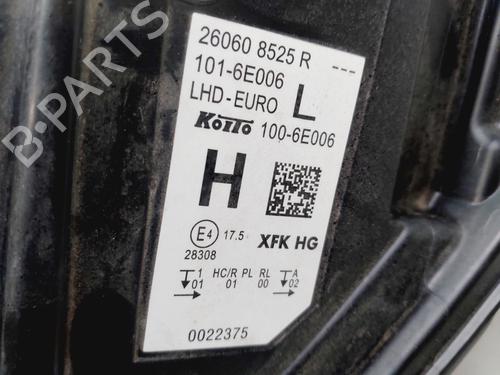 26060 8525 R ---
101-6E006
LHD-EURO L
KOITO 100-6E006
H
E4 17.5 XFK HG
28308
1 HC/R PL RL A
01 01 00 02
0022375